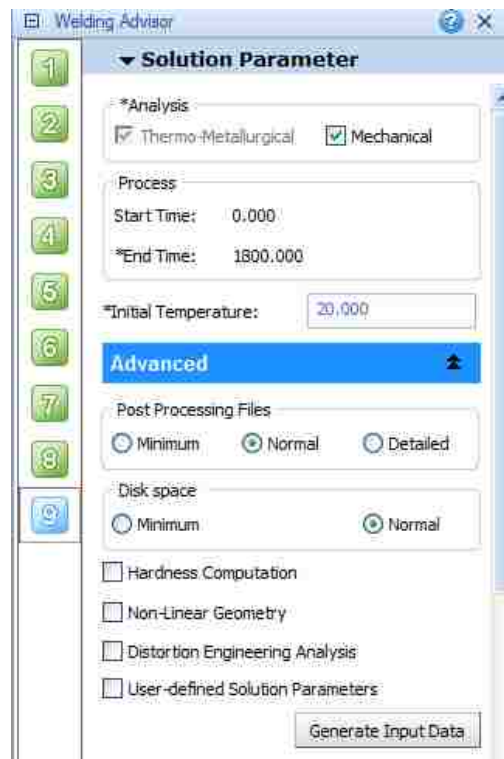 Welding Advisor
1
Solution Parameter
2
*Analysis
Thermo-Metallurgical Mechanical
3
Process
Start Time: 0.000
4
*End Time: 1800.000
5
*Initial Temperature: 20.000
6
Advanced
7
Post Processing Files
Minimum Normal Detailed
8
Disk space
9
Minimum Normal
Hardness Computation
Non-Linear Geometry
Distortion Engineering Analysis
User-defined Solution Parameters
Generate Input Data